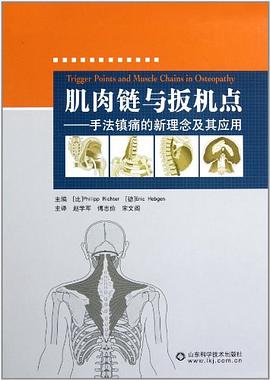 Trigger Points and Muscle Chains in Osteopathy
肌肉链与扳机点
——手法镇痛的新理念及其应用
主编 [比]Philipp Richter [德]Eric Hebgen
主译 赵学军 傅志俭 宋文阁
山东科学技术出版社
www.lkj.com.cn